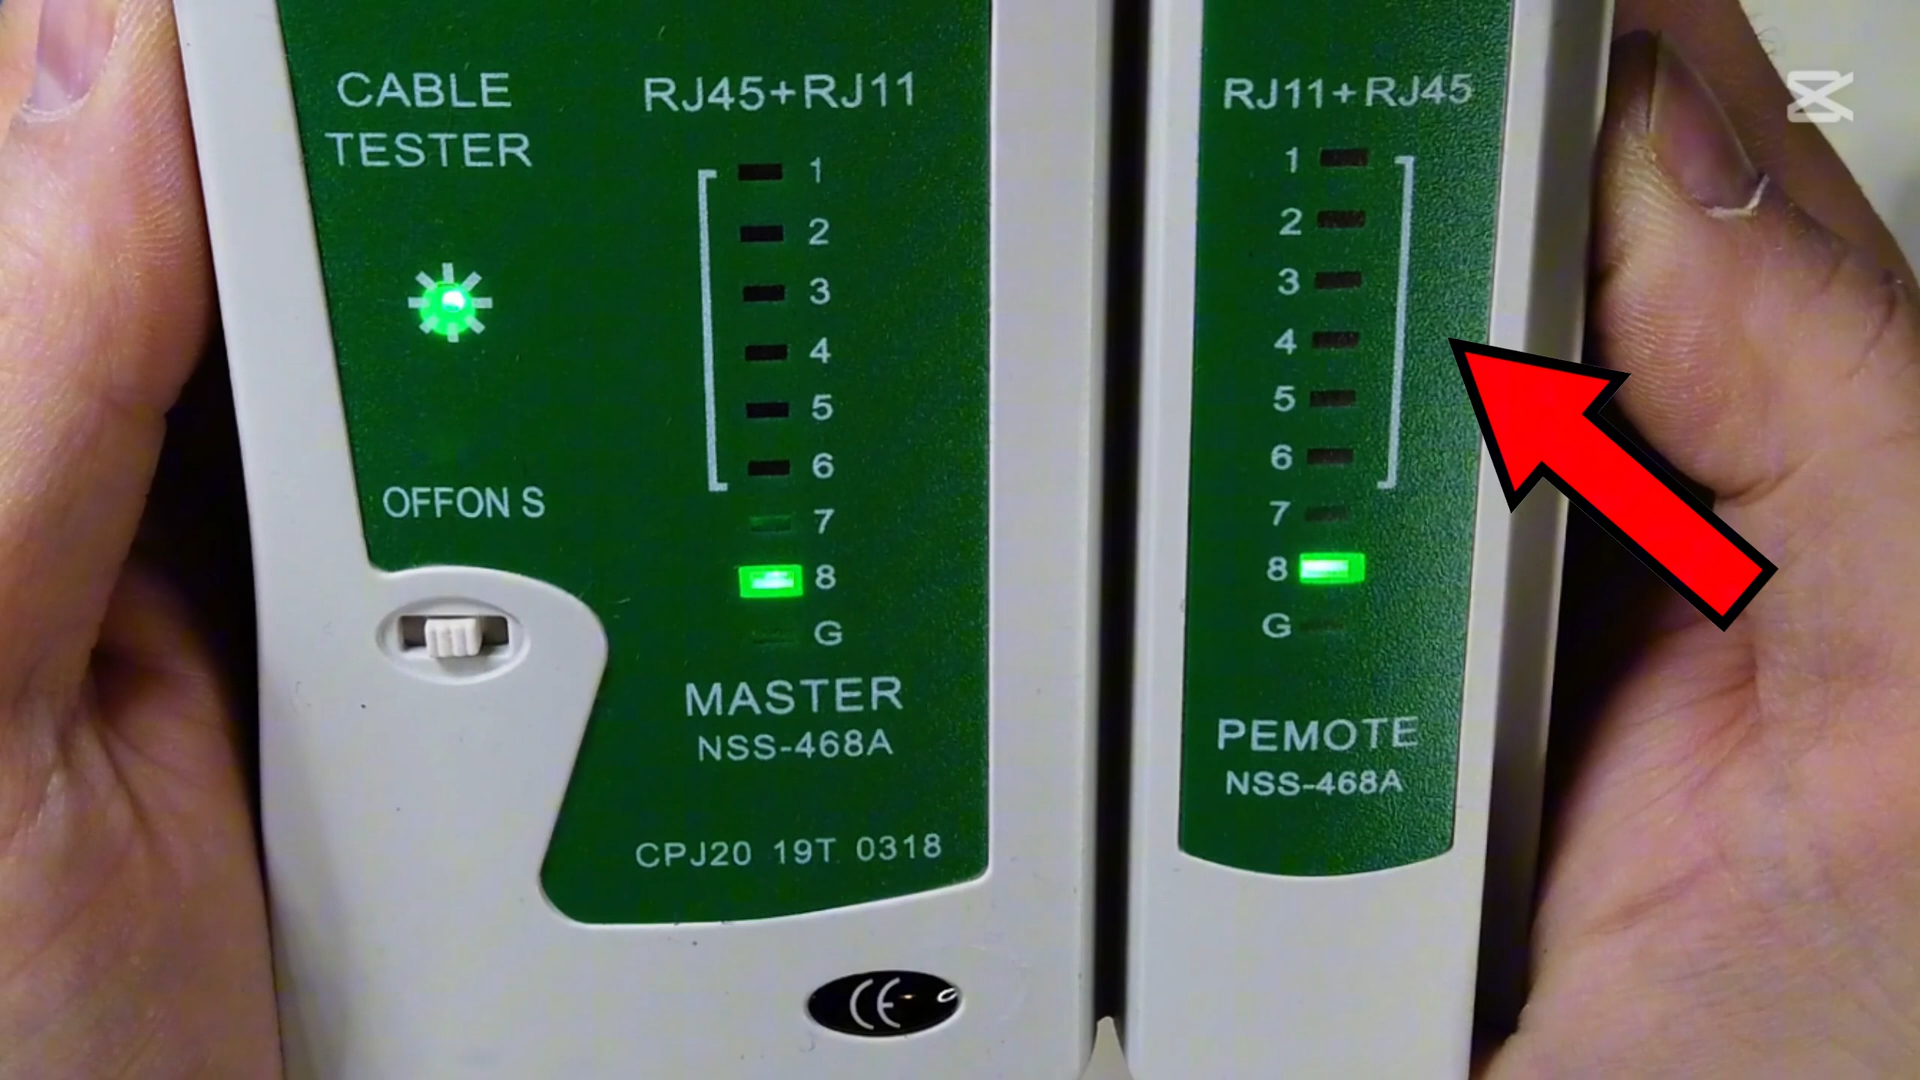 CABLE
TESTER
OFFON S
RJ45+RJ11
1
2
3
4
5
6
7
8
G
MASTER
NSS-468A
CPJ20 19T 0318
CE
RJ11+RJ45
1
2
3
4
5
6
7
8
G
PEMOTE
NSS-468A